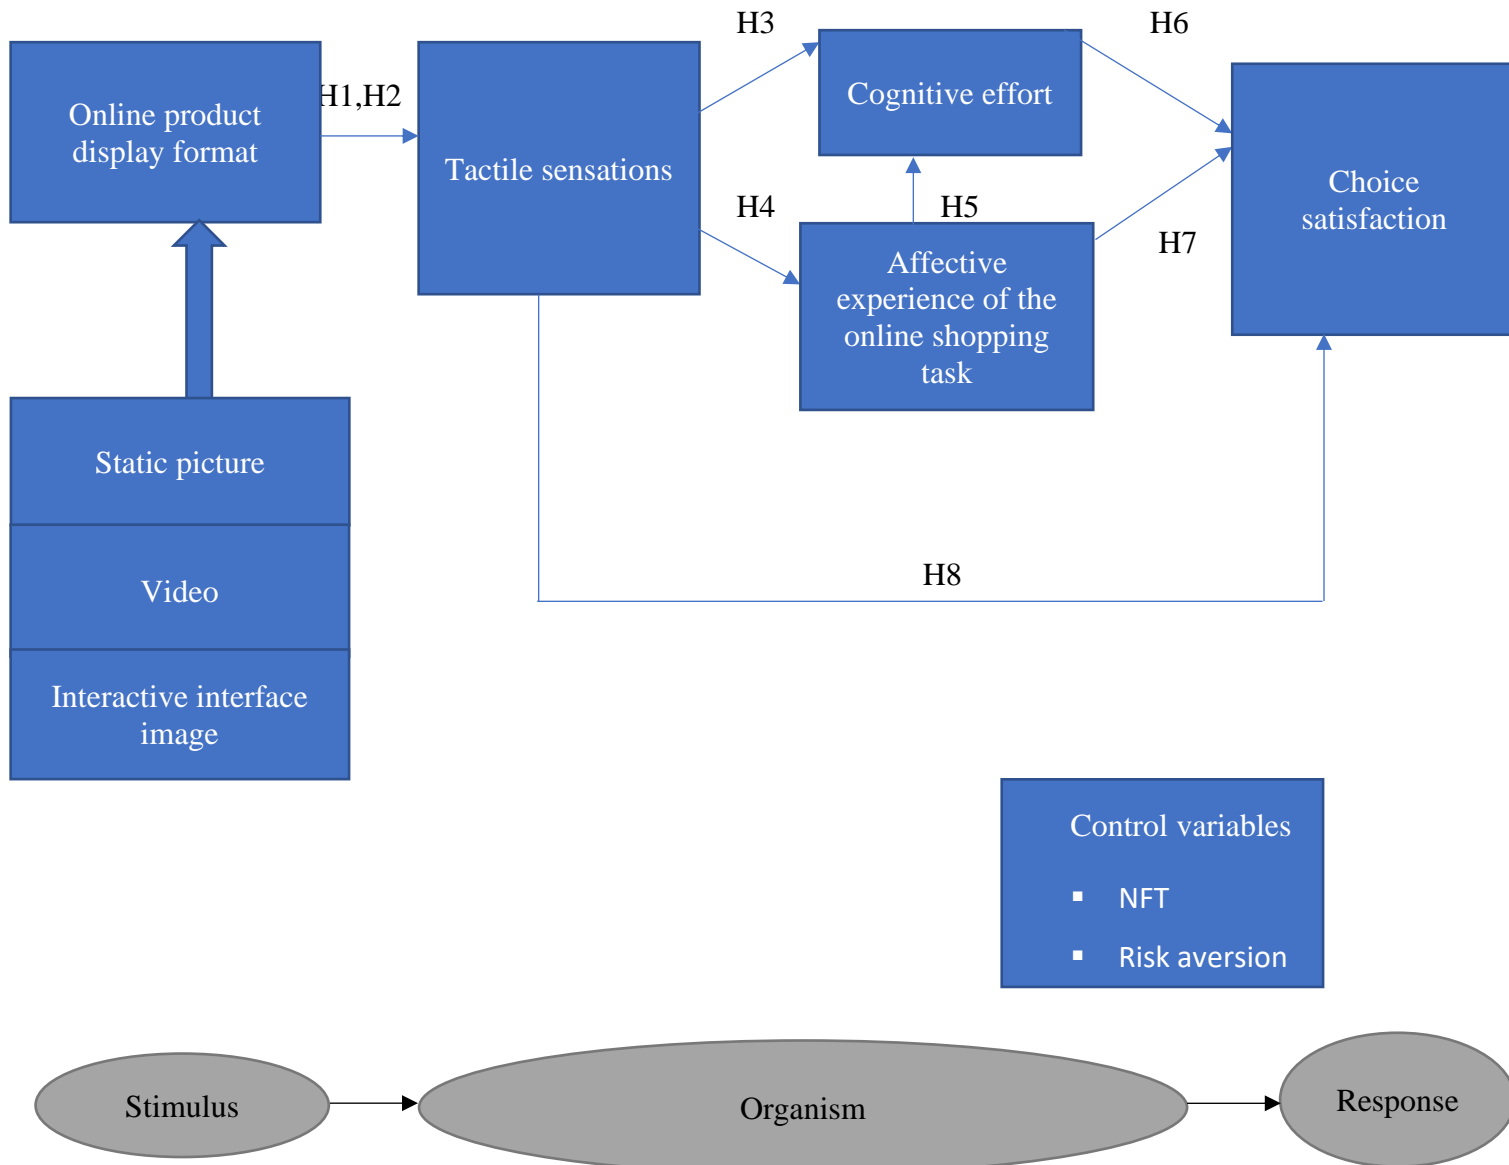 H3
H6
H1,H2
Online product
display format
Tactile sensations
Cognitive effort
Choice
satisfaction
H4
H5
H7
Affective
experience of the
online shopping
task
Static picture
Video
Interactive interface
image
H8
Control variables
▪ NFT
▪ Risk aversion
Stimulus
Organism
Response